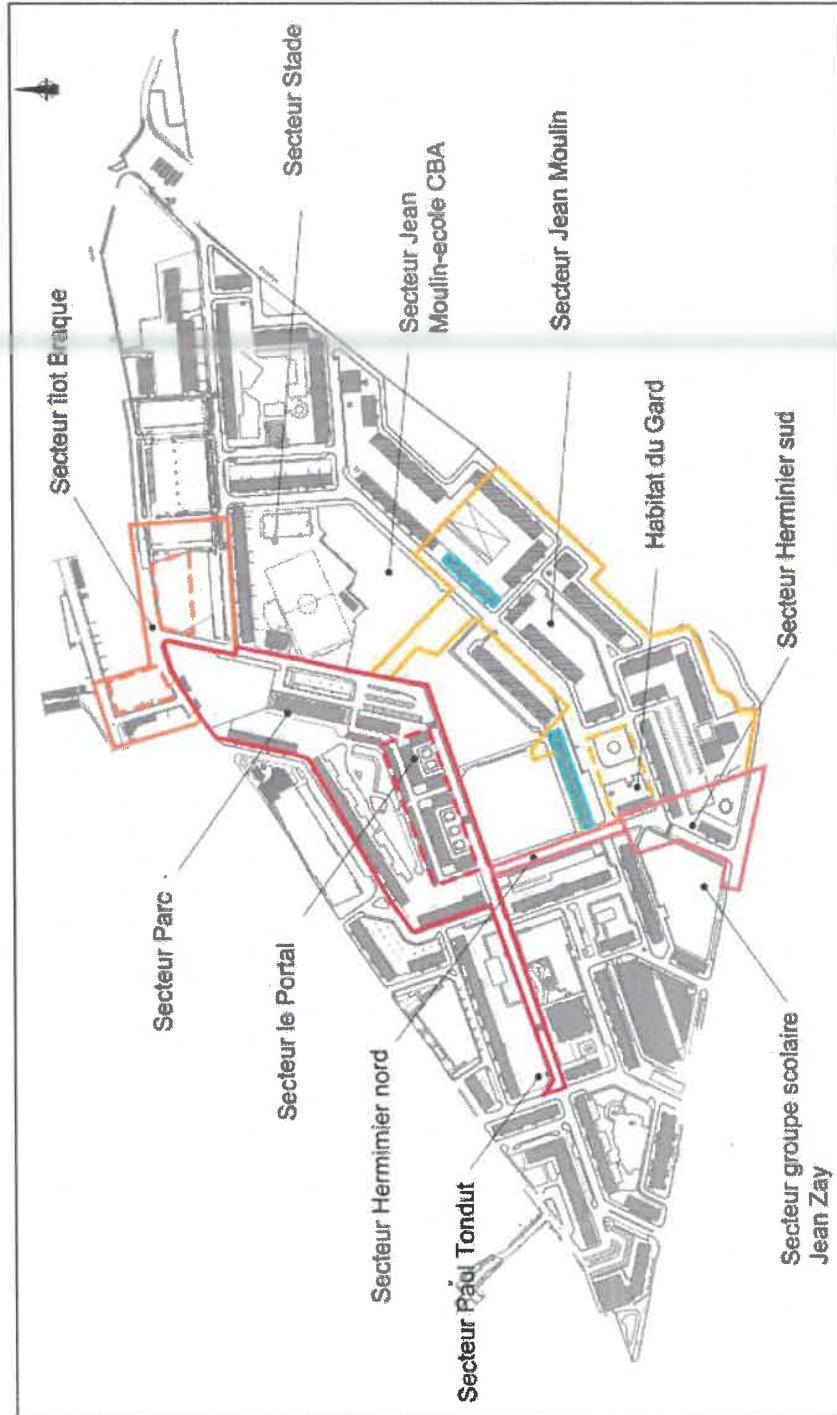 Secteur îlot Braque
Secteur Stade
Secteur Parc
Secteur le Portal
Secteur Jean
Moulin-ecole CBA
Secteur Hermimier nord
Secteur Jean Moulin
Secteur Paul Tondut
Habitat du Gard
Secteur Herminier sud
Secteur groupe scolaire
Jean Zay